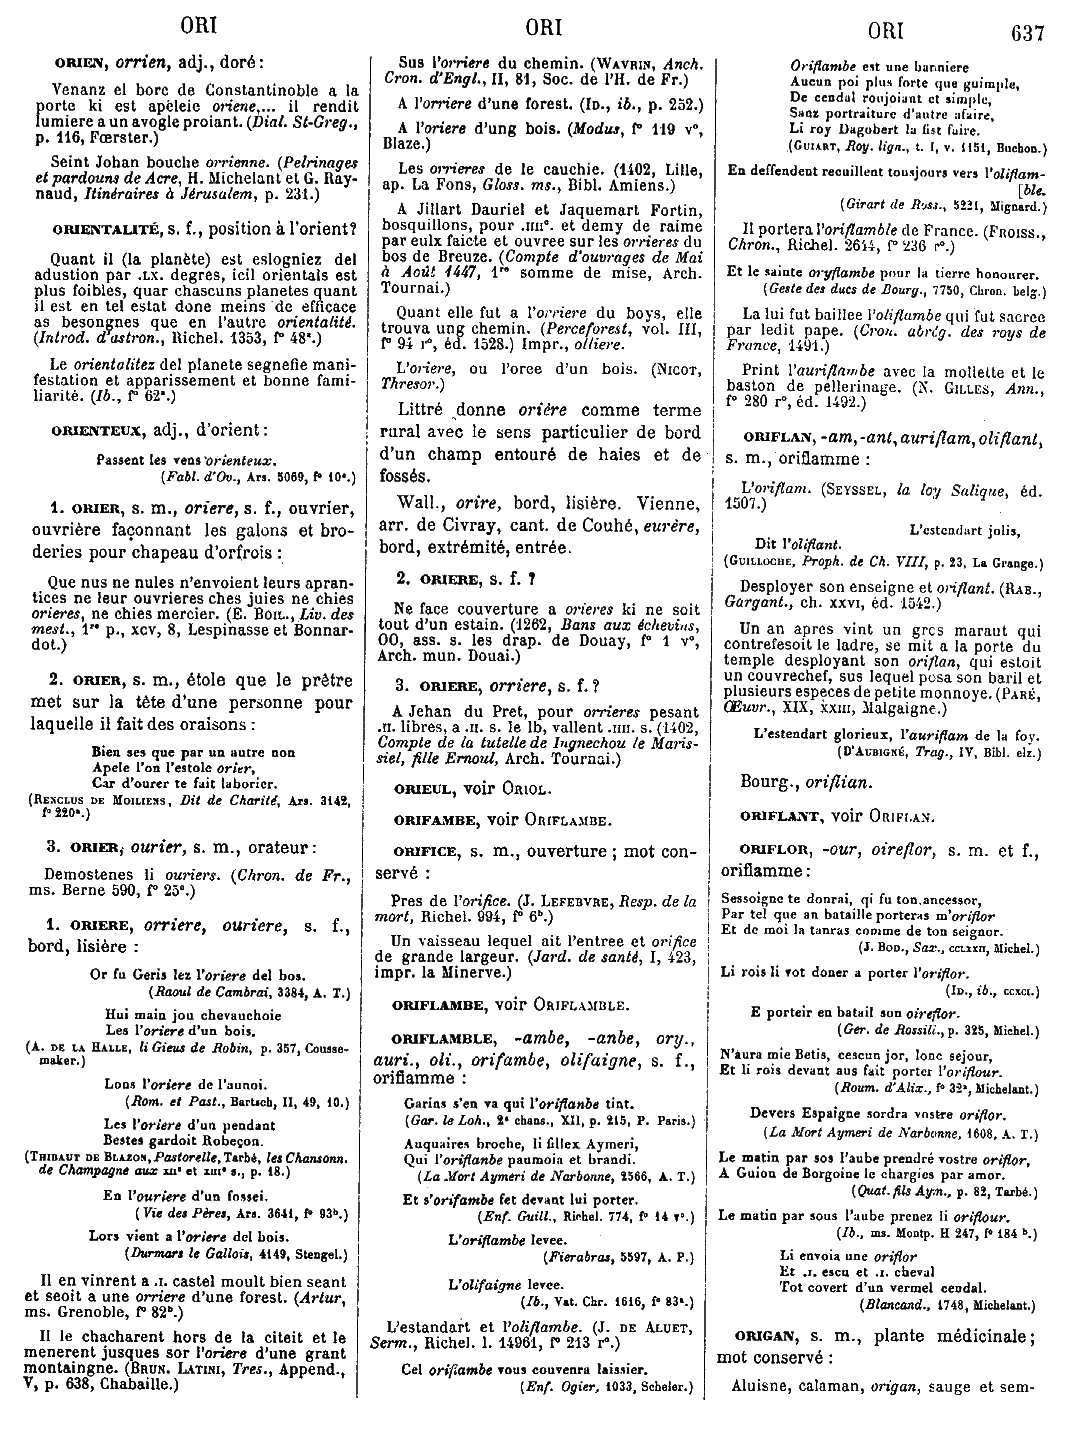 ORI
ORI
ORI
637
ORIEN, orrien, adj., doré :
Venanz el borc de Constantinoble a la
porte ki est apeleie oriene,... il rendit
lumiere a un avogle proiant. (Dial. St-Greg.,
p. 116, Fœrster.)
Seint Johan bouche orrienne. (Pelrinages
et pardouns de Acre, H. Michelant et G. Ray-
naud, Itinéraires à Jérusalem, p. 231.)
ORIENTALITÉ, s. f., position à l'orient?
Quant il (la planète) est eslogniez del
adustion par .LX. degres, icil orientals est
plus foibles, quar chascuns planetes quant
il est en tel estat done meins de efficace
as besongnes que en l'autre orientalité.
(Introd. d'astron., Richel. 1353, f° 48ª.)
Le orientalitez del planete segnefie mani-
festation et apparissement et bonne fami-
liarité. (Ib., f° 62ª.)
ORIENTEUX, adj., d'orient :
Passent les vens orienteux.
(Fabl. d'Ov., Ars. 5069, f° 10ª.)
1. ORIER, s. m., oriere, s. f., ouvrier,
ouvrière façonnant les galons et bro-
deries pour chapeau d'orfrois :
Que nus ne nules n'envoient leurs apran-
tices ne leur ouvrieres ches juies ne chies
orieres, ne chies mercier. (E. BOIL., Liv. des
mest., 1re p., XCV, 8, Lespinasse et Bonnar-
dot.)
2. ORIER, s. m., étole que le prêtre
met sur la tête d'une personne pour
laquelle il fait des oraisons :
Bien ses que par un autre non
Apele l'on l'estole orier,
Car d'ourer te fait laborier.
(RENCLUS DE MOILIENS, Dit de Charité, Ars. 3142,
f° 220ª.)
3. ORIER, ourier, s. m., orateur :
Demostenes li ouriers. (Chron. de Fr.,
ms. Berne 590, f° 25ª.)
1. ORIERE, orriere, ouriere, s. f.,
bord, lisière :
Or fu Geris lez l'oriere del bos.
(Raoul de Cambrai, 3384, A. T.)
Hui main jou chevauchoie
Les l'oriere d'un bois.
(A. DE LA HALLE, li Gieus de Robin, p. 357, Cousse-
maker.)
Lons l'oriere de l'aunoi.
(Rom. et Past., Bartsch, II, 49, 10.)
Les l'oriere d'un pendant
Bestes gardoit Robeçon.
(THIBAUT DE BLAZON, Pastorelle, Tarbé, les Chansonn.
de Champagne aux XIIe et XIIIe s., p. 18.)
En l'ouriere d'un fossei.
(Vie des Pères, Ars. 3641, f° 93b.)
Lors vient a l'oriere del bois.
(Durmars le Gallois, 4149, Stengel.)
Il en vinrent a .I. castel moult bien seant
et seoit a une orriere d'une forest. (Artur,
ms. Grenoble, f° 82b.)
Il le chacharent hors de la citeit et le
menerent jusques sor l'oriere d'une grant
montaingne. (BRUN. LATINI, Tres., Append.,
V, p. 638, Chabaille.)
Sus l'orriere du chemin. (WAVRIN, Anch.
Cron. d'Engl., II, 81, Soc. de l'H. de Fr.)
A l'orriere d'une forest. (ID., ib., p. 252.)
A l'oriere d'ung bois. (Modus, f° 119 v°,
Blaze.)
Les orrieres de le cauchie. (1402, Lille,
ap. La Fons, Gloss. ms., Bibl. Amiens.)
A Jillart Dauriel et Jaquemart Fortin,
bosquillons, pour .IIIIe. et demy de raime
par eulx faicte et ouvree sur les orrieres du
bos de Breuze. (Compte d'ouvrages de Mai
à Août 1447, 1re somme de mise, Arch.
Tournai.)
Quant elle fut a l'orriere du boys, elle
trouva ung chemin. (Perceforest, vol. III,
f° 94 r°, éd. 1528.) Impr., olliere.
L'oriere, ou l'oree d'un bois. (NICOT,
Thresor.)
Littré donne orière comme terme
rural avec le sens particulier de bord
d'un champ entouré de haies et de
fossés.
Wall., orire, bord, lisière. Vienne,
arr. de Civray, cant. de Couhé, eurère,
bord, extrémité, entrée.
2. ORIERE, s. f. ?
Ne face couverture a orieres ki ne soit
tout d'un estain. (1262, Bans aux échevins,
OO, ass. s. les drap. de Douay, f° 1 v°,
Arch. mun. Douai.)
3. ORIERE, orriere, s. f. ?
A Jehan du Pret, pour orrieres pesant
.II. libres, a .II. s. le lb, vallent .IIII. s. (1402,
Compte de la tutelle de Ingnechou le Maris-
siel, fille Ernoul, Arch. Tournai.)
ORIEUL, voir ORIOL.
ORIFAMBE, voir ORIFLAMBE.
ORIFICE, s. m., ouverture ; mot con-
servé :
Pres de l'orifice. (J. LEFEBVRE, Resp. de la
mort, Richel. 994, f° 6b.)
Un vaisseau lequel ait l'entree et orifice
de grande largeur. (Jard. de santé, I, 423,
impr. la Minerve.)
ORIFLAMBE, voir ORIFLAMBLE.
ORIFLAMBLE, -ambe, -anbe, ory.,
auri., oli., orifambe, olifaigne, s. f.,
oriflamme :
Garins s'en va qui l'oriflanbe tint.
(Gar. le Loh., 2e chans., XII, p. 215, P. Paris.)
Auquaires broche, li fillex Aymeri,
Qui l'oriflanbe paumoia et brandi.
(La Mort Aymeri de Narbonne, 2566, A. T.)
Et s'orifambe fet devant lui porter.
(Enf. Guill., Richel. 774, f° 14 v°.)
L'oriflambe levee.
(Fierabras, 5597, A. P.)
L'olifaigne levee.
(Ib., Vat. Chr. 1616, f° 83ª.)
L'estandart et l'oliflambe. (J. DE ALUET,
Serm., Richel. l. 14961, f° 213 r°.)
Cel oriflambe vous convenra laissier.
(Enf. Ogier, 1033, Scheler.)
Oriflambe est une banniere
Aucun poi plus forte que guimple,
De cendal roujoiant et simple,
Sanz portraiture d'autre afaire,
Li roy Dagobert la fist faire.
(GUIART, Roy. lign., t. I, v. 1151, Buchon.)
En deffendent recuillent tousjours vers l'oliflam-
[ble.
(Girart de Ross., 5221, Mignard.)
Il portera l'oriflamble de France. (FROISS.,
Chron., Richel. 2644, f° 236 r°.)
Et le sainte oryflambe pour la tierre honourer.
(Geste des ducs de Bourg., 7750, Chron. belg.)
La lui fut baillee l'oliflambe qui fut sacree
par ledit pape. (Cron. abrég. des roys de
France, 1491.)
Print l'auriflambe avec la mollette et le
baston de pellerinage. (N. GILLES, Ann.,
f° 280 r°, éd. 1492.)
ORIFLAN, -am, -ant, auriflam, oliflant,
s. m., oriflamme :
L'oriflam. (SEYSSEL, la loy Salique, éd.
1507.)
L'estendart jolis,
Dit l'oliflant.
(GUILLOCHE, Proph. de Ch. VIII, p. 23, La Grange.)
Desployer son enseigne et oriflant. (RAB.,
Gargant., ch. XXVI, éd. 1542.)
Un an apres vint un gros maraut qui
contrefesoit le ladre, se mit a la porte du
temple desployant son oriflan, qui estoit
un couvrechef, sus lequel posa son baril et
plusieurs especes de petite monnoye. (PARÉ,
Œuvr., XIX, XXIII, Malgaigne.)
L'estendart glorieux, l'auriflam de la foy.
(D'AUBIGNÉ, Trag., IV, Bibl. elz.)
Bourg., oriflian.
ORIFLANT, voir ORIFLAN.
ORIFLOR, -our, oireflor, s. m. et f.,
oriflamme :
Sessoigne te donrai, qi fu ton ancessor,
Par tel que an bataille porteras m'oriflor
Et de moi la tanras comme de ton seignor.
(J. BOD., Sax., CCLXXII, Michel.)
Li rois li vot doner a porter l'oriflor.
(ID., ib., CCXCI.)
E porteir en batail son oireflor.
(Ger. de Rossill., p. 325, Michel.)
N'aura mie Betis, cescun jor, lonc sejour,
Et li rois devant aus fait porter l'oriflour.
(Roum. d'Alix., f° 32ª, Michelant.)
Devers Espaigne sordra vostre oriflor.
(La Mort Aymeri de Narbonne, 1608, A. T.)
Le matin par sos l'aube prendré vostre oriflor,
A Guion de Borgoine le chargies par amor.
(Quat. fils Aym., p. 82, Tarbé.)
Le matin par sous l'aube prenez li oriflour.
(Ib., ms. Montp. H 247, f° 184 b.)
Li envoia une oriflor
Et .I. escu et .I. cheval
Tot covert d'un vermel cendal.
(Blancand., 1748, Michelant.)
ORIGAN, s. m., plante médicinale ;
mot conservé :
Aluisne, calaman, origan, sauge et sem-